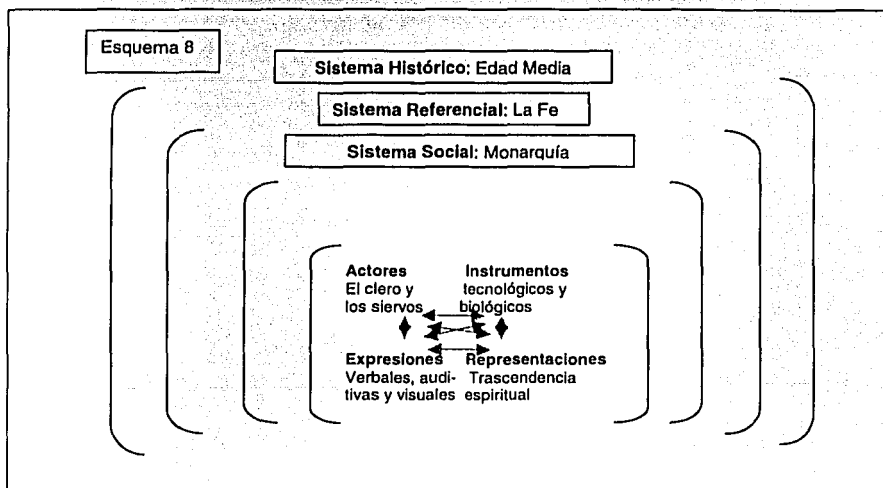 Esquema 8
Sistema Histórico: Edad Media
Sistema Referencial: La Fe
Sistema Social: Monarquía
Actores
El clero y
los siervos
Instrumentos
tecnológicos y
biológicos
Expresiones
Verbales, audi-
tivas y visuales
Representaciones
Trascendencia
espiritual